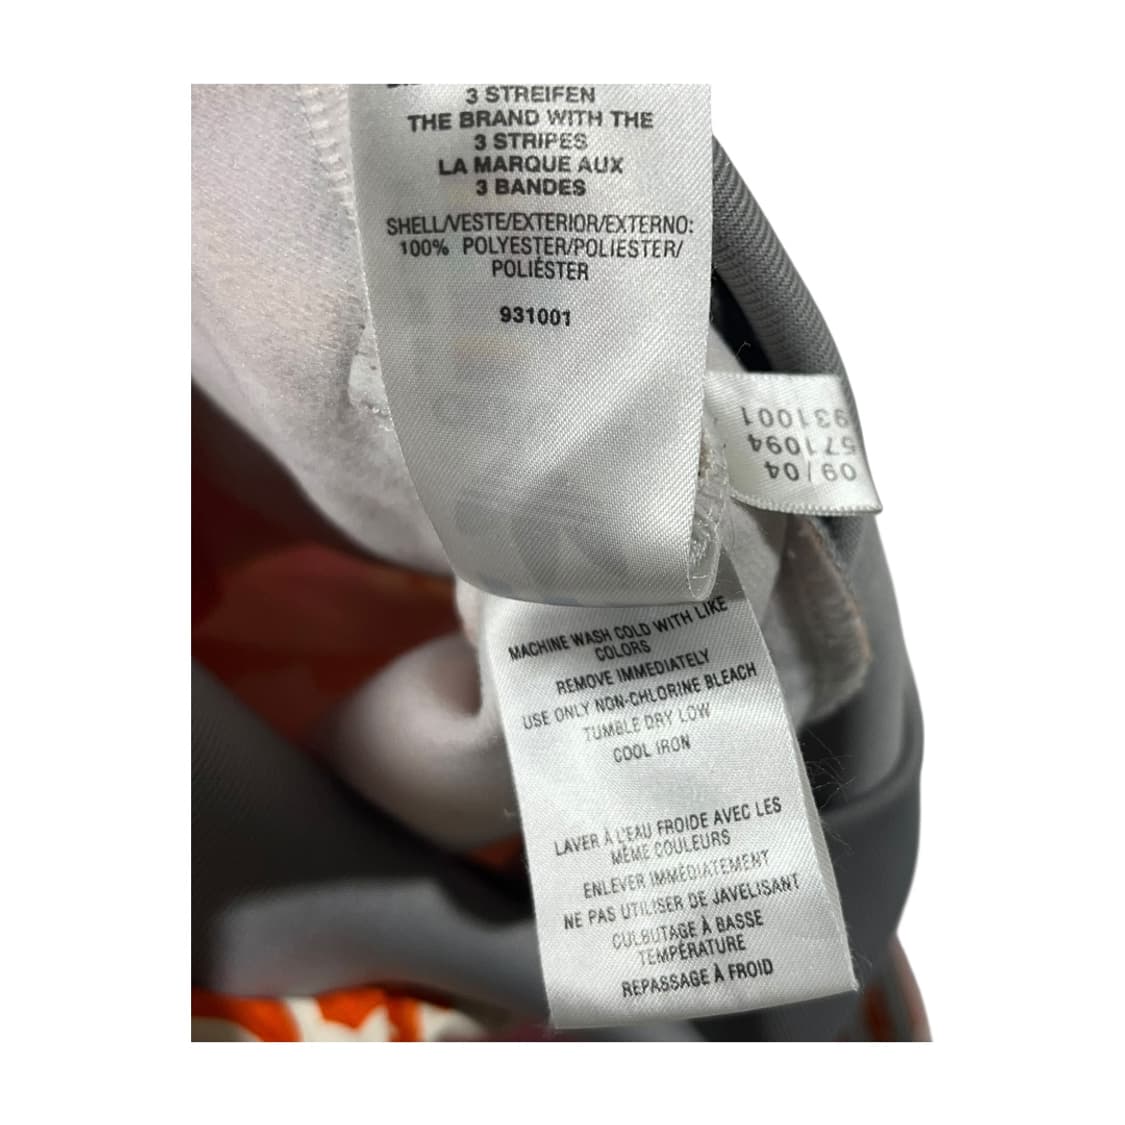 3 STREIFEN
THE BRAND WITH THE
3 STRIPES
LA MARQUE AUX
3 BANDES
SHELL/VESTE/EXTERIOR/EXTERNO:
100% POLYESTER/POLIESTER/
POLIÉSTER
931001
09/04
571094
931001
MACHINE WASH COLD WITH LIKE
COLORS
REMOVE IMMEDIATELY
USE ONLY NON-CHLORINE BLEACH
TUMBLE DRY LOW
COOL IRON
LAVER À L'EAU FROIDE AVEC LES
MÊME COULEURS
ENLEVER IMMÉDIATEMENT
NE PAS UTILISER DE JAVELISANT
CULBUTAGE À BASSE
TEMPÉRATURE
REPASSAGE À FROID